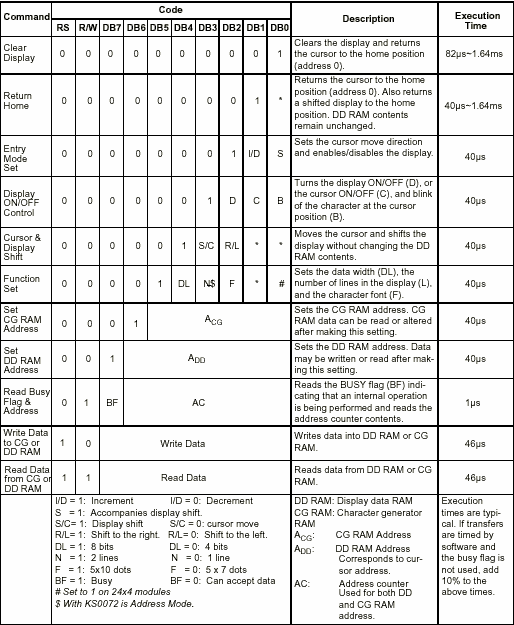 Command Code Description Execution Time
RS R/W DB7 DB6 DB5 DB4 DB3 DB2 DB1 DB0
Clear Display 0 0 0 0 0 0 0 0 0 1 Clears the display and returns the cursor to the home position (address 0). 82µs~1.64ms
Return Home 0 0 0 0 0 0 0 0 1 * Returns the cursor to the home position (address 0). Also returns a shifted display to the home position. DD RAM contents remain unchanged. 40µs~1.64ms
Entry Mode Set 0 0 0 0 0 0 0 1 I/D S Sets the cursor move direction and enables/disables the display. 40µs
Display ON/OFF Control 0 0 0 0 0 0 1 D C B Turns the display ON/OFF (D), or the cursor ON/OFF (C), and blink of the character at the cursor position (B). 40µs
Cursor & Display Shift 0 0 0 0 0 1 S/C R/L * * Moves the cursor and shifts the display without changing the DD RAM contents. 40µs
Function Set 0 0 0 0 1 DL N$ F * # Sets the data width (DL), the number of lines in the display (L), and the character font (F). 40µs
Set CG RAM Address 0 0 0 1 ACG Sets the CG RAM address. CG RAM data can be read or altered after making this setting. 40µs
Set DD RAM Address 0 0 1 ADD Sets the DD RAM address. Data may be written or read after mak-ing this setting. 40µs
Read Busy Flag & Address 0 1 BF AC Reads the BUSY flag (BF) indi-cating that an internal operation is being performed and reads the address counter contents. 1µs
Write Data to CG or DD RAM 1 0 Write Data Writes data into DD RAM or CG RAM. 46µs
Read Data from CG or DD RAM 1 1 Read Data Reads data from DD RAM or CG RAM. 46µs
I/D = 1: Increment I/D = 0: Decrement
S = 1: Accompanies display shift.
S/C= 1: Display shift S/C = 0: cursor move
R/L= 1: Shift to the right. R/L= 0: Shift to the left.
DL = 1: 8 bits DL = 0: 4 bits
N = 1: 2 lines N = 0: 1 line
F = 1: 5x10 dots F = 0: 5 x 7 dots
BF = 1: Busy BF = 0: Can accept data
# Set to 1 on 24x4 modules
$ With KS0072 is Address Mode.
DD RAM: Display data RAM
CG RAM: Character generator
RAM
ACG: CG RAM Address
ADD: DD RAM Address
Corresponds to cur-
sor address.
AC: Address counter
Used for both DD
and CG RAM
address.
Execution
times are typi-
cal. If transfers
are timed by
software and
the busy flag is
not used, add
10% to the
above times.